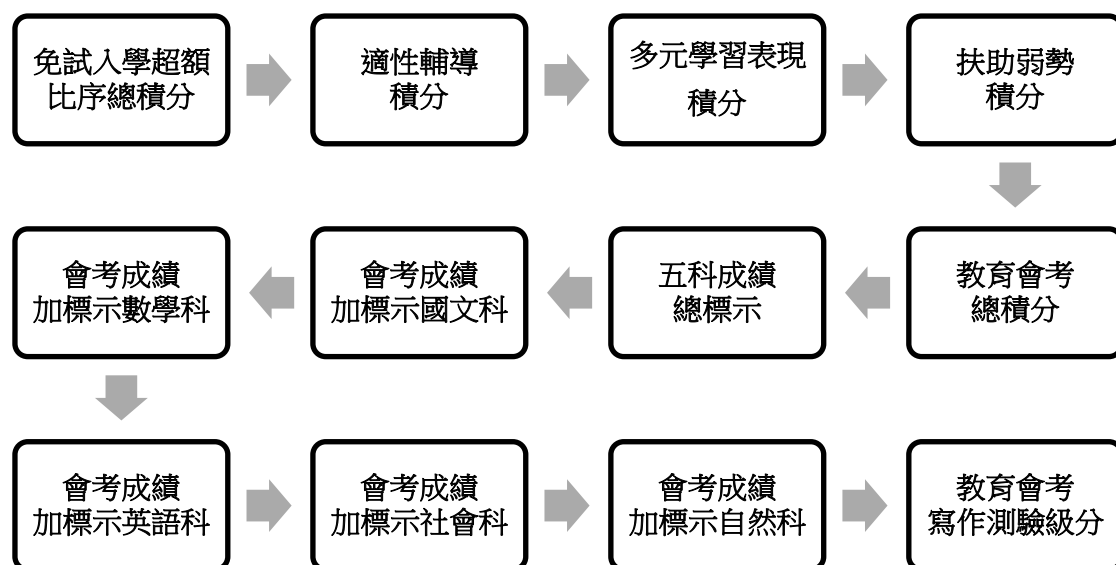 免試入學超額
比序總積分
適性輔導
積分
多元學習表現
積分
扶助弱勢
積分
教育會考
總積分
五科成績
總標示
會考成績
加標示國文科
會考成績
加標示數學科
會考成績
加標示英語科
會考成績
加標示社會科
會考成績
加標示自然科
教育會考
寫作測驗級分